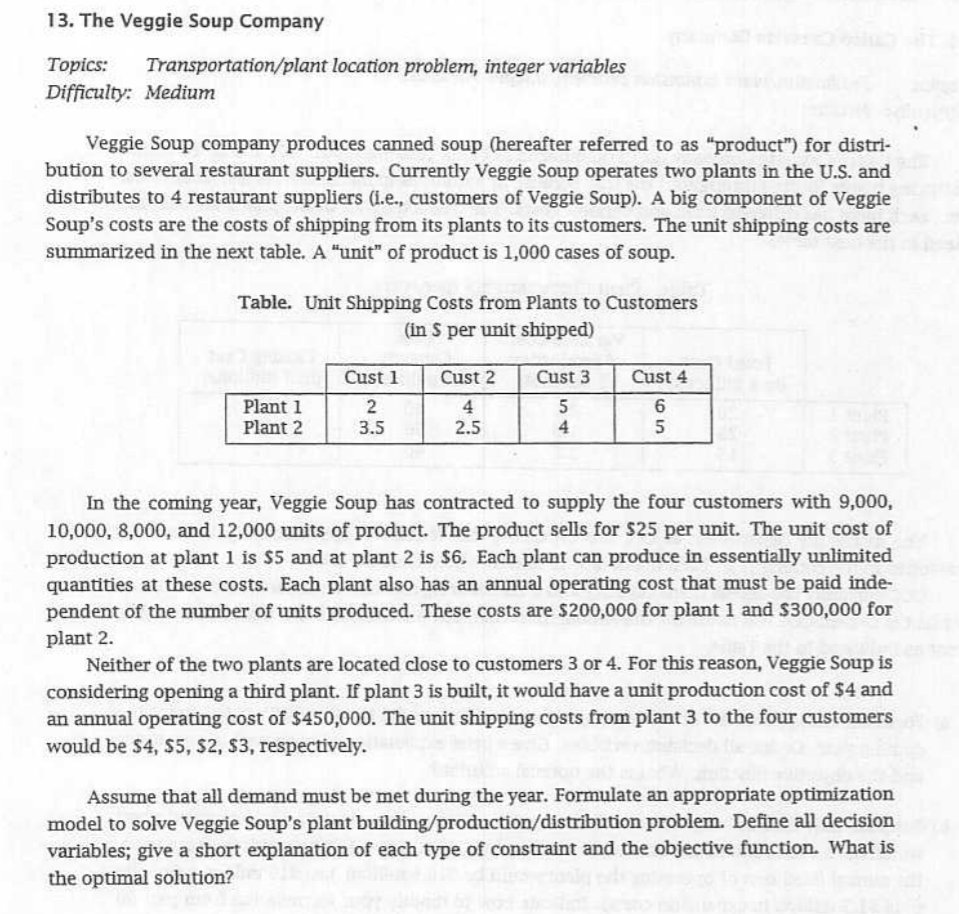 13. The Veggie Soup Company
Topics: Transportation/plant location problem, integer variables
Difficulty: Medium
Veggie Soup company produces canned soup (hereafter referred to as "product") for distri-
bution to several restaurant suppliers. Currently Veggie Soup operates two plants in the U.S. and
distributes to 4 restaurant suppliers (i.e., customers of Veggie Soup). A big component of Veggie
Soup's costs are the costs of shipping from its plants to its customers. The unit shipping costs are
summarized in the next table. A "unit" of product is 1,000 cases of soup.
Table. Unit Shipping Costs from Plants to Customers
(in $ per unit shipped)
Cust 1 Cust 2 Cust 3 Cust 4
Plant 1 2 4 5 6
Plant 2 3.5 2.5 4 5
In the coming year, Veggie Soup has contracted to supply the four customers with 9,000,
10,000, 8,000, and 12,000 units of product. The product sells for $25 per unit. The unit cost of
production at plant 1 is $5 and at plant 2 is $6. Each plant can produce in essentially unlimited
quantities at these costs. Each plant also has an annual operating cost that must be paid inde-
pendent of the number of units produced. These costs are $200,000 for plant 1 and $300,000 for
plant 2.
Neither of the two plants are located close to customers 3 or 4. For this reason, Veggie Soup is
considering opening a third plant. If plant 3 is built, it would have a unit production cost of $4 and
an annual operating cost of $450,000. The unit shipping costs from plant 3 to the four customers
would be $4, $5, $2, $3, respectively.
Assume that all demand must be met during the year. Formulate an appropriate optimization
model to solve Veggie Soup's plant building/production/distribution problem. Define all decision
variables; give a short explanation of each type of constraint and the objective function. What is
the optimal solution?